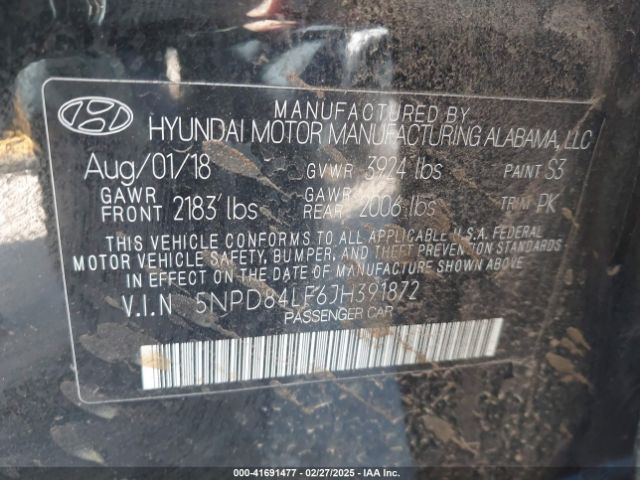 MANUFACTURED BY
HYUNDAI MOTOR MANUFACTURING ALABAMA, LLC
Aug/01/18 GVWR 3924 lbs PAINT S3
GAWR FRONT 2183 lbs GAWR REAR 2006 lbs TRIM PK
THIS VEHICLE CONFORMS TO ALL APPLICABLE U.S.A. FEDERAL
MOTOR VEHICLE SAFETY, BUMPER, AND THEFT PREVENTION STANDARDS
IN EFFECT ON THE DATE OF MANUFACTURE SHOWN ABOVE.
V.I.N 5NPD84LF6JH391872
PASSENGER CAR
000-41691477 — 02/27/2025 — IAA Inc.